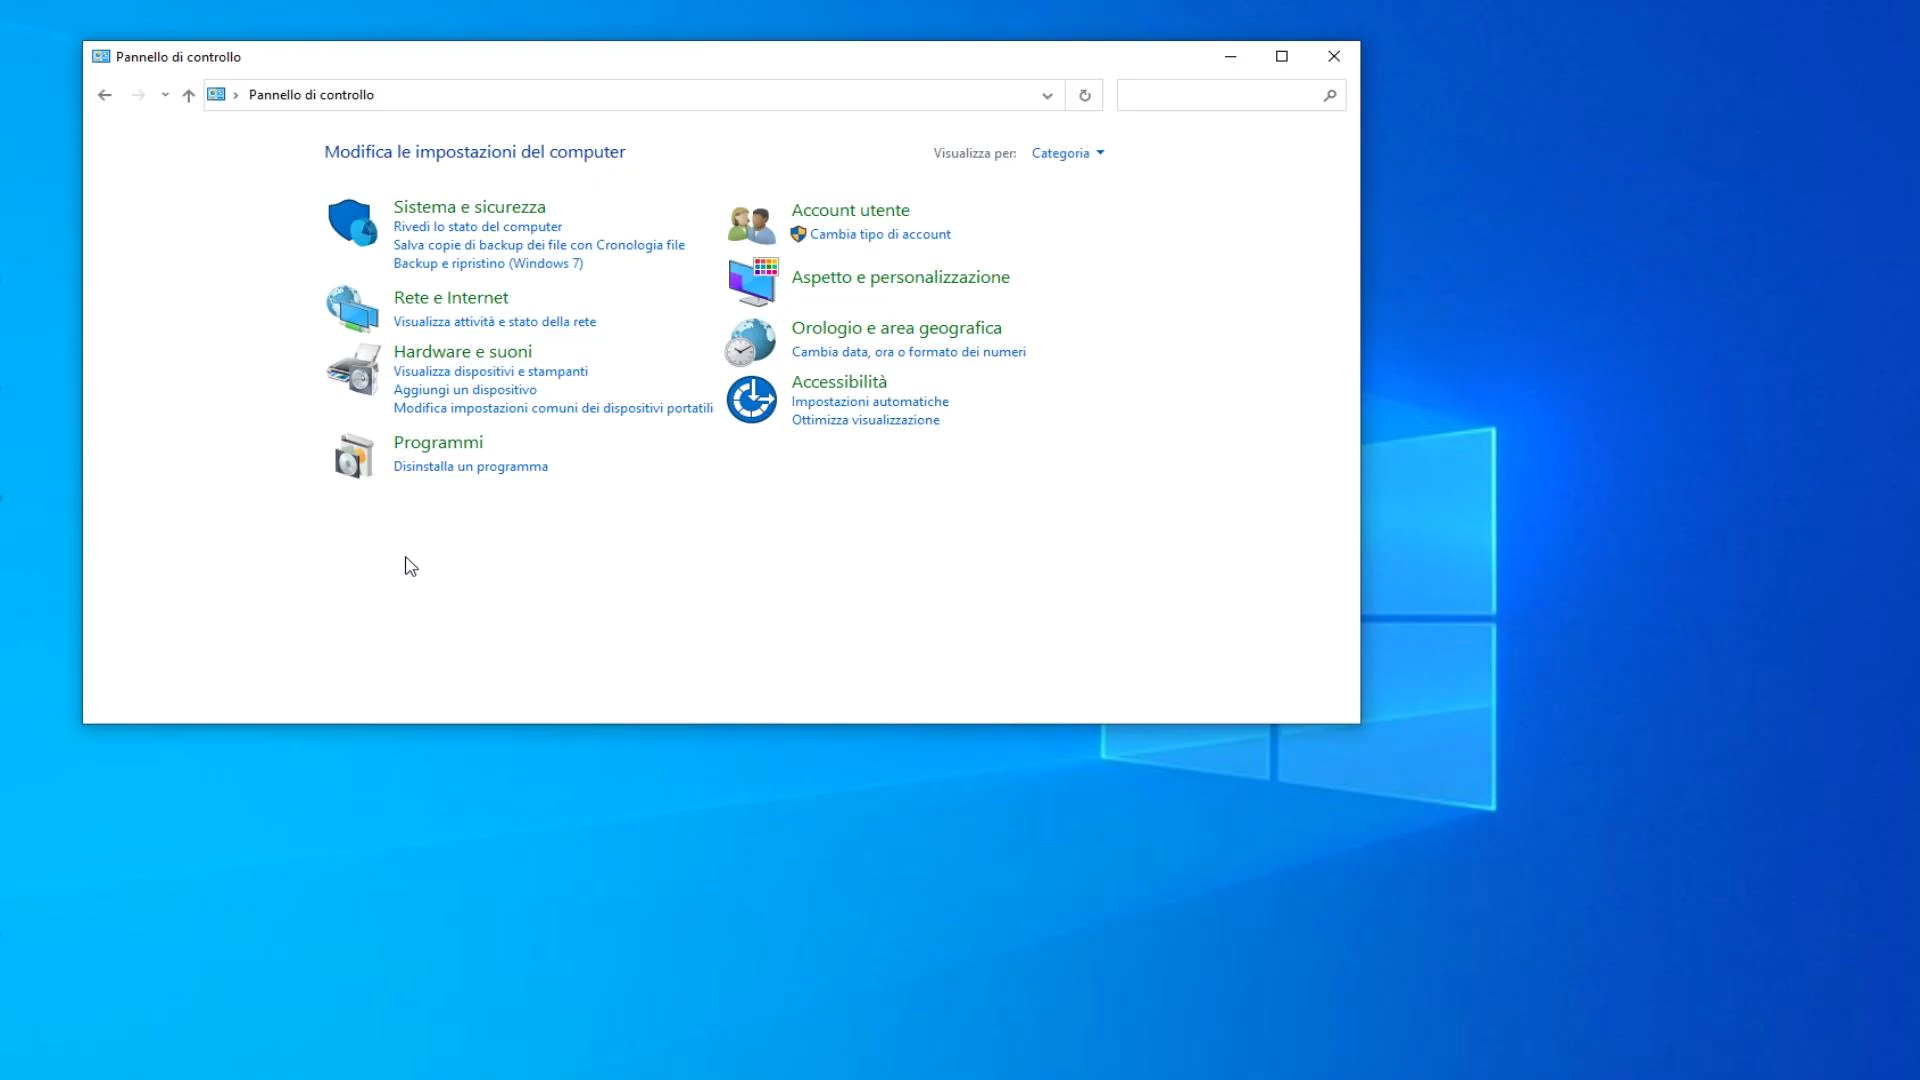 Pannello di controllo
Pannello di controllo
Modifica le impostazioni del computer
Visualizza per: Categoria
Sistema e sicurezza
Rivedi lo stato del computer
Salva copie di backup dei file con Cronologia file
Backup e ripristino (Windows 7)
Rete e Internet
Visualizza attività e stato della rete
Hardware e suoni
Visualizza dispositivi e stampanti
Aggiungi un dispositivo
Modifica impostazioni comuni dei dispositivi portatili
Programmi
Disinstalla un programma
Account utente
Cambia tipo di account
Aspetto e personalizzazione
Orologio e area geografica
Cambia data, ora o formato dei numeri
Accessibilità
Impostazioni automatiche
Ottimizza visualizzazione